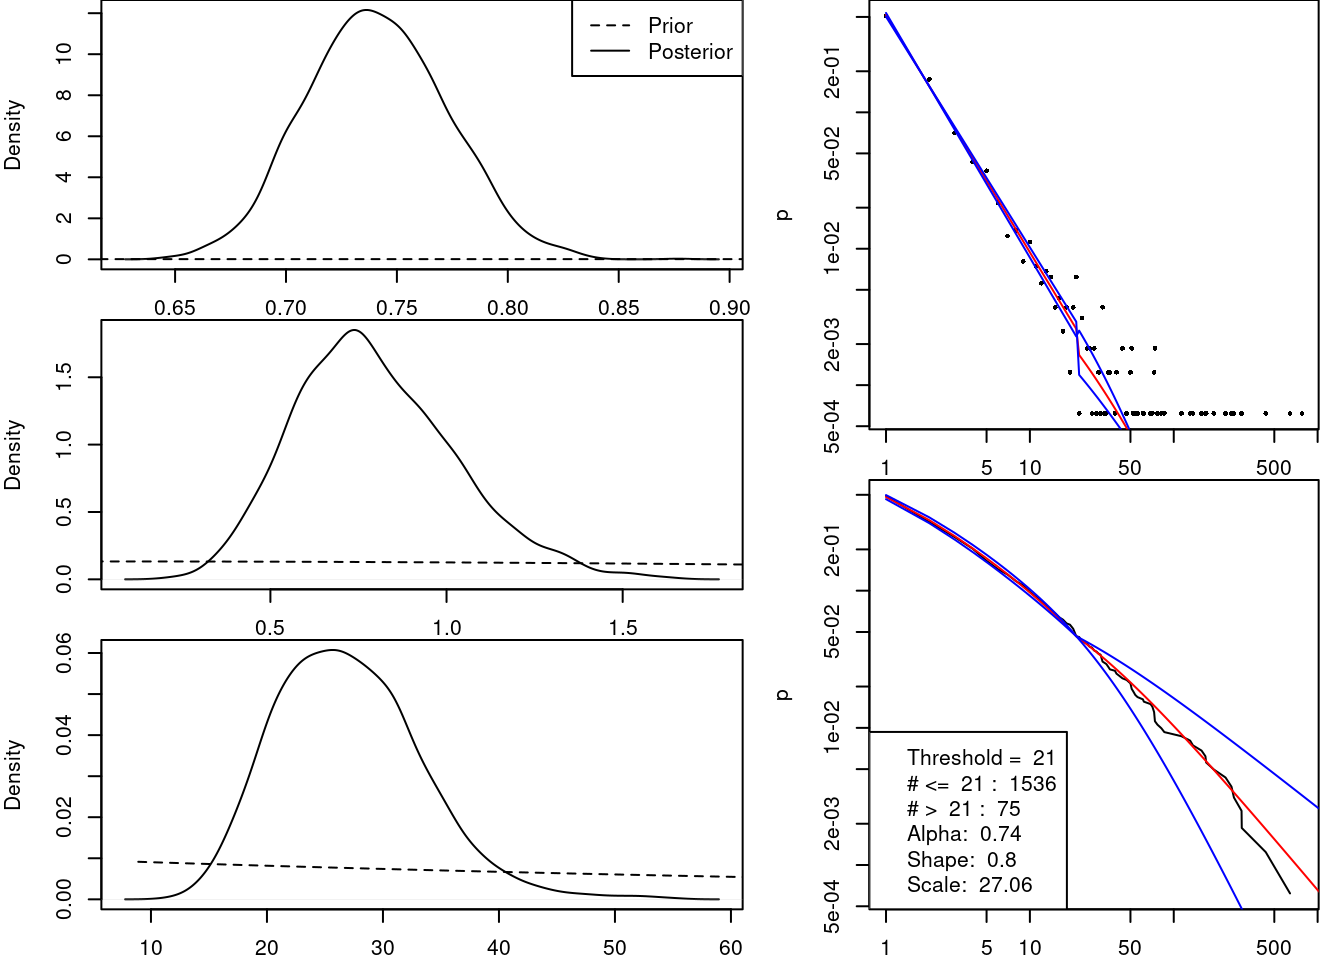 Density
0 2 4 6 8 10
Prior
Posterior
0.65 0.70 0.75 0.80 0.85 0.90
Density
0.0 0.5 1.0 1.5
0.5 1.0 1.5
Density
0.00 0.02 0.04 0.06
10 20 30 40 50 60
p
5e-04 2e-03 1e-02 5e-02 2e-01
1 5 10 50 500
p
5e-04 2e-03 1e-02 5e-02 2e-01
Threshold = 21
# <= 21 : 1536
# > 21 : 75
Alpha: 0.74
Shape: 0.8
Scale: 27.06
1 5 10 50 500